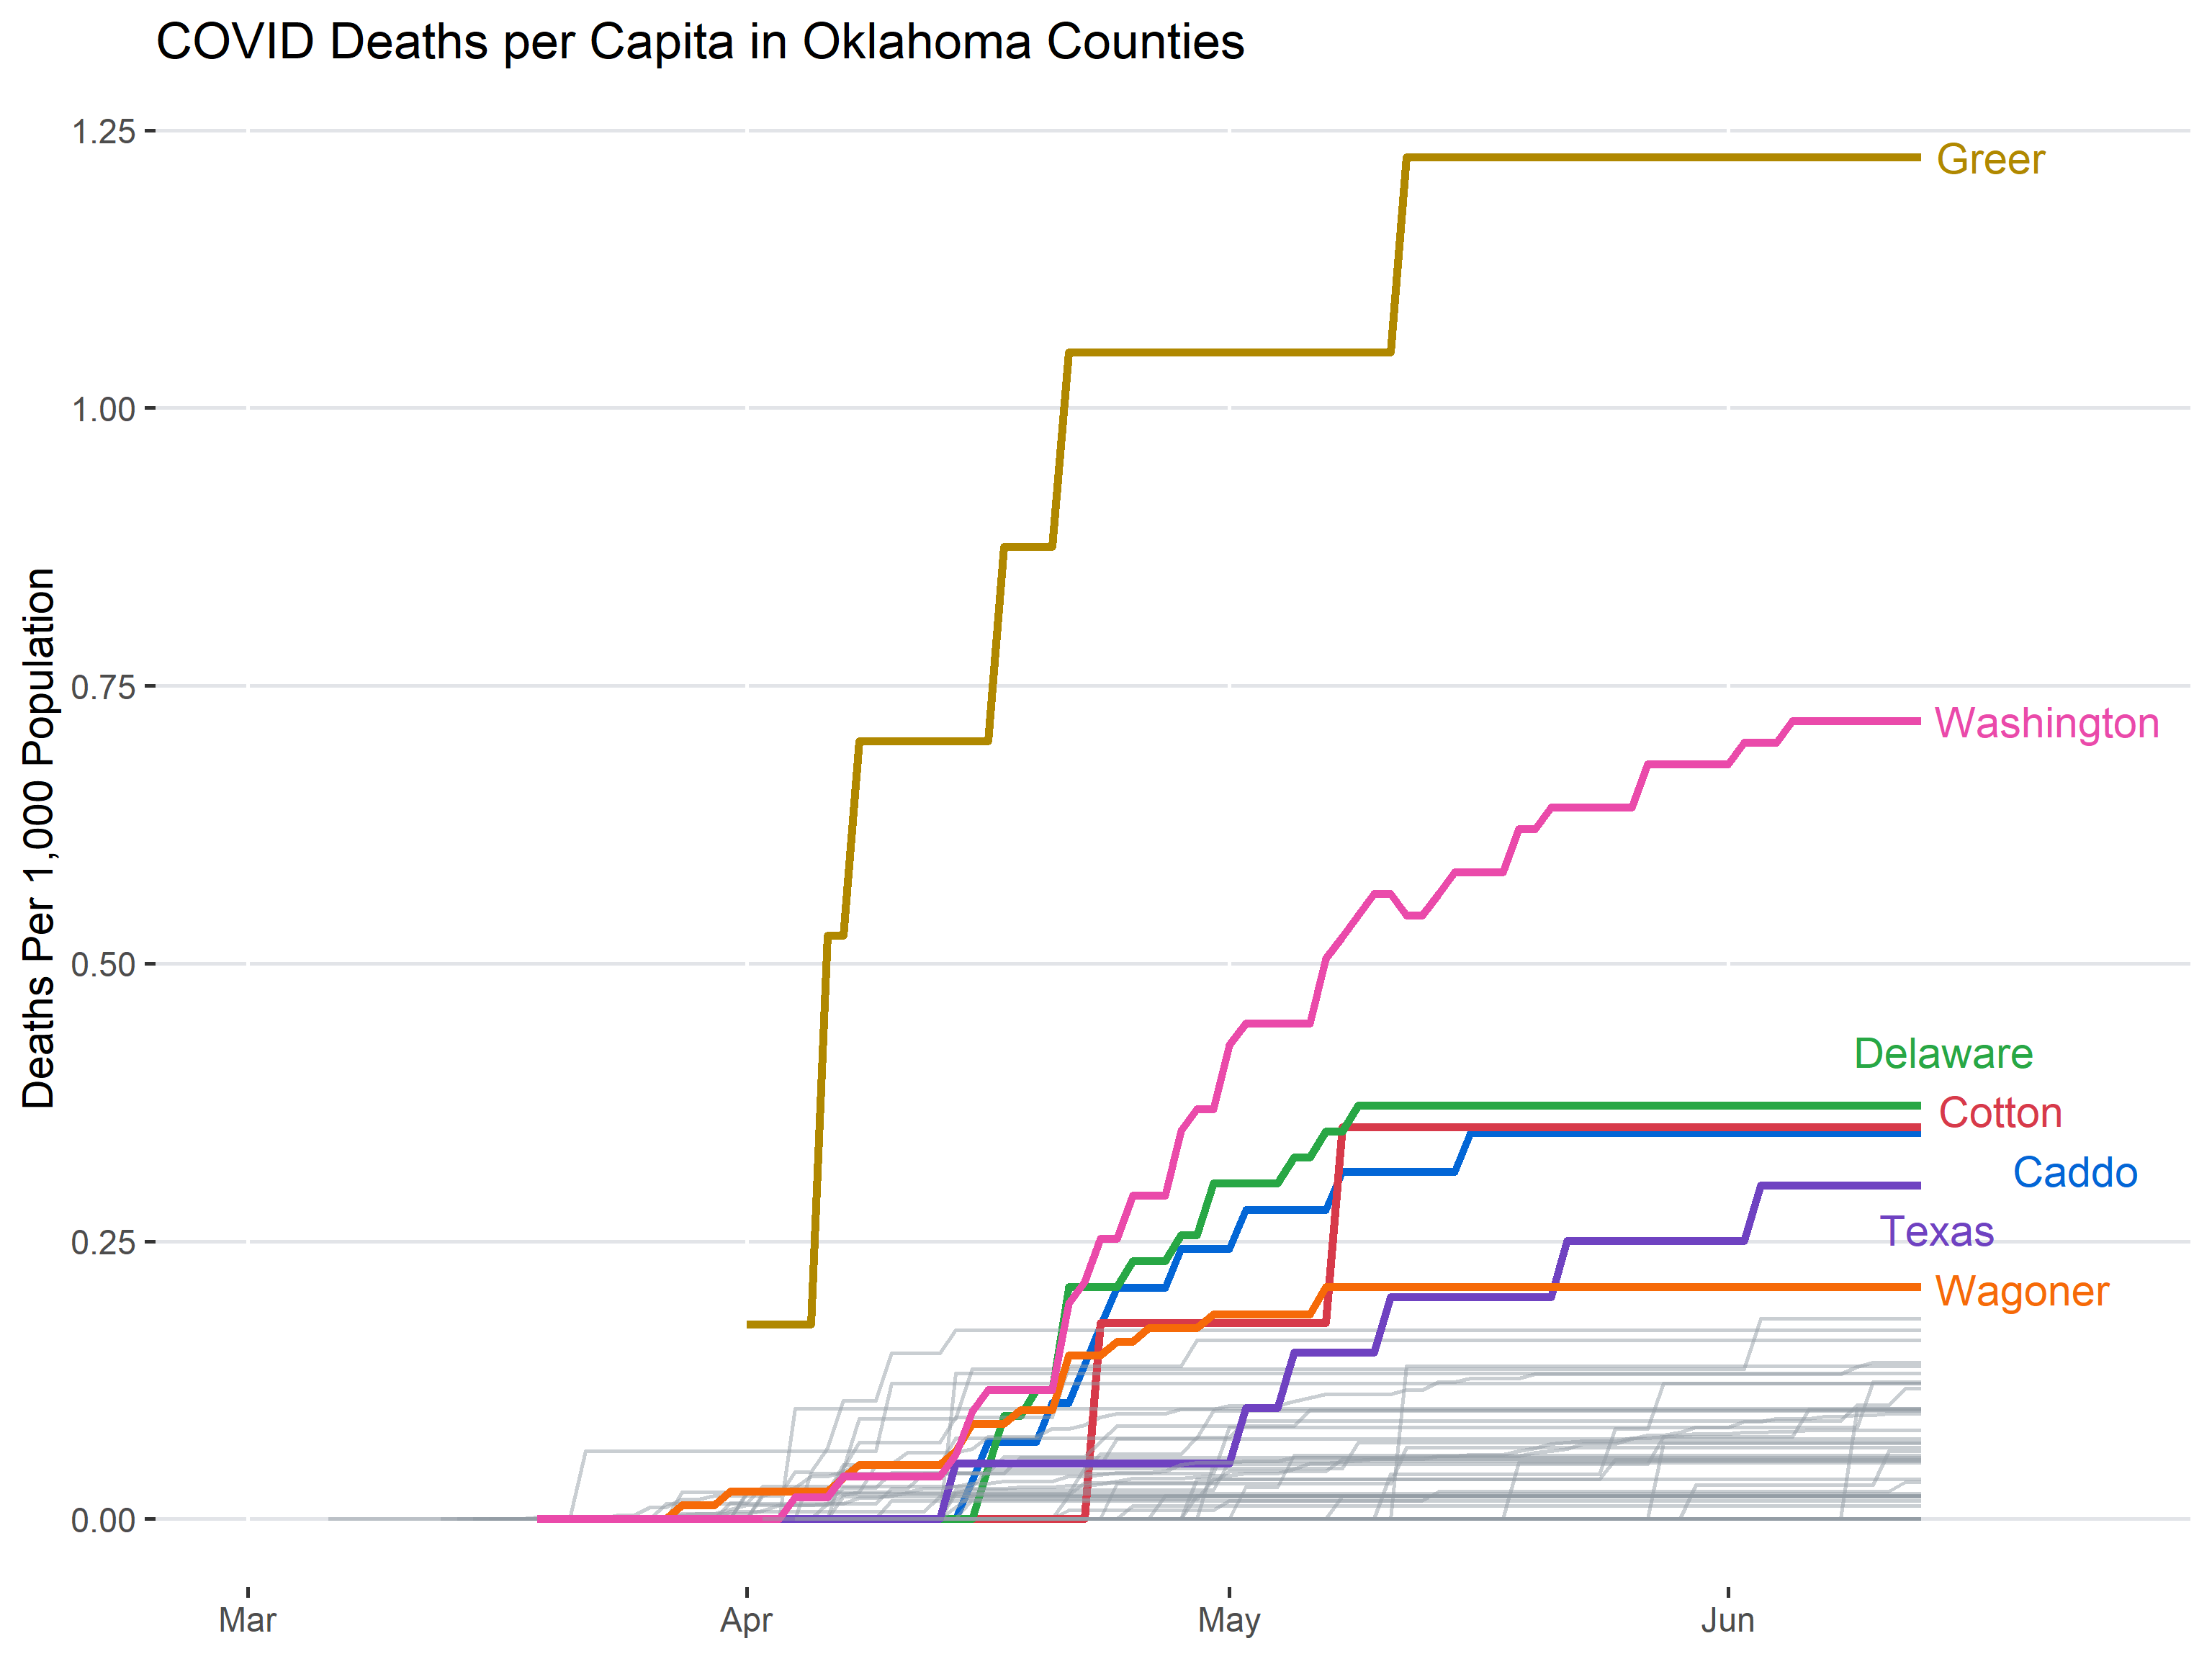 COVID Deaths per Capita in Oklahoma Counties
Deaths Per 1,000 Population
1.25
1.00
0.75
0.50
0.25
0.00
Greer
Washington
Delaware
Cotton
Caddo
Texas
Wagoner
Mar
Apr
May
Jun